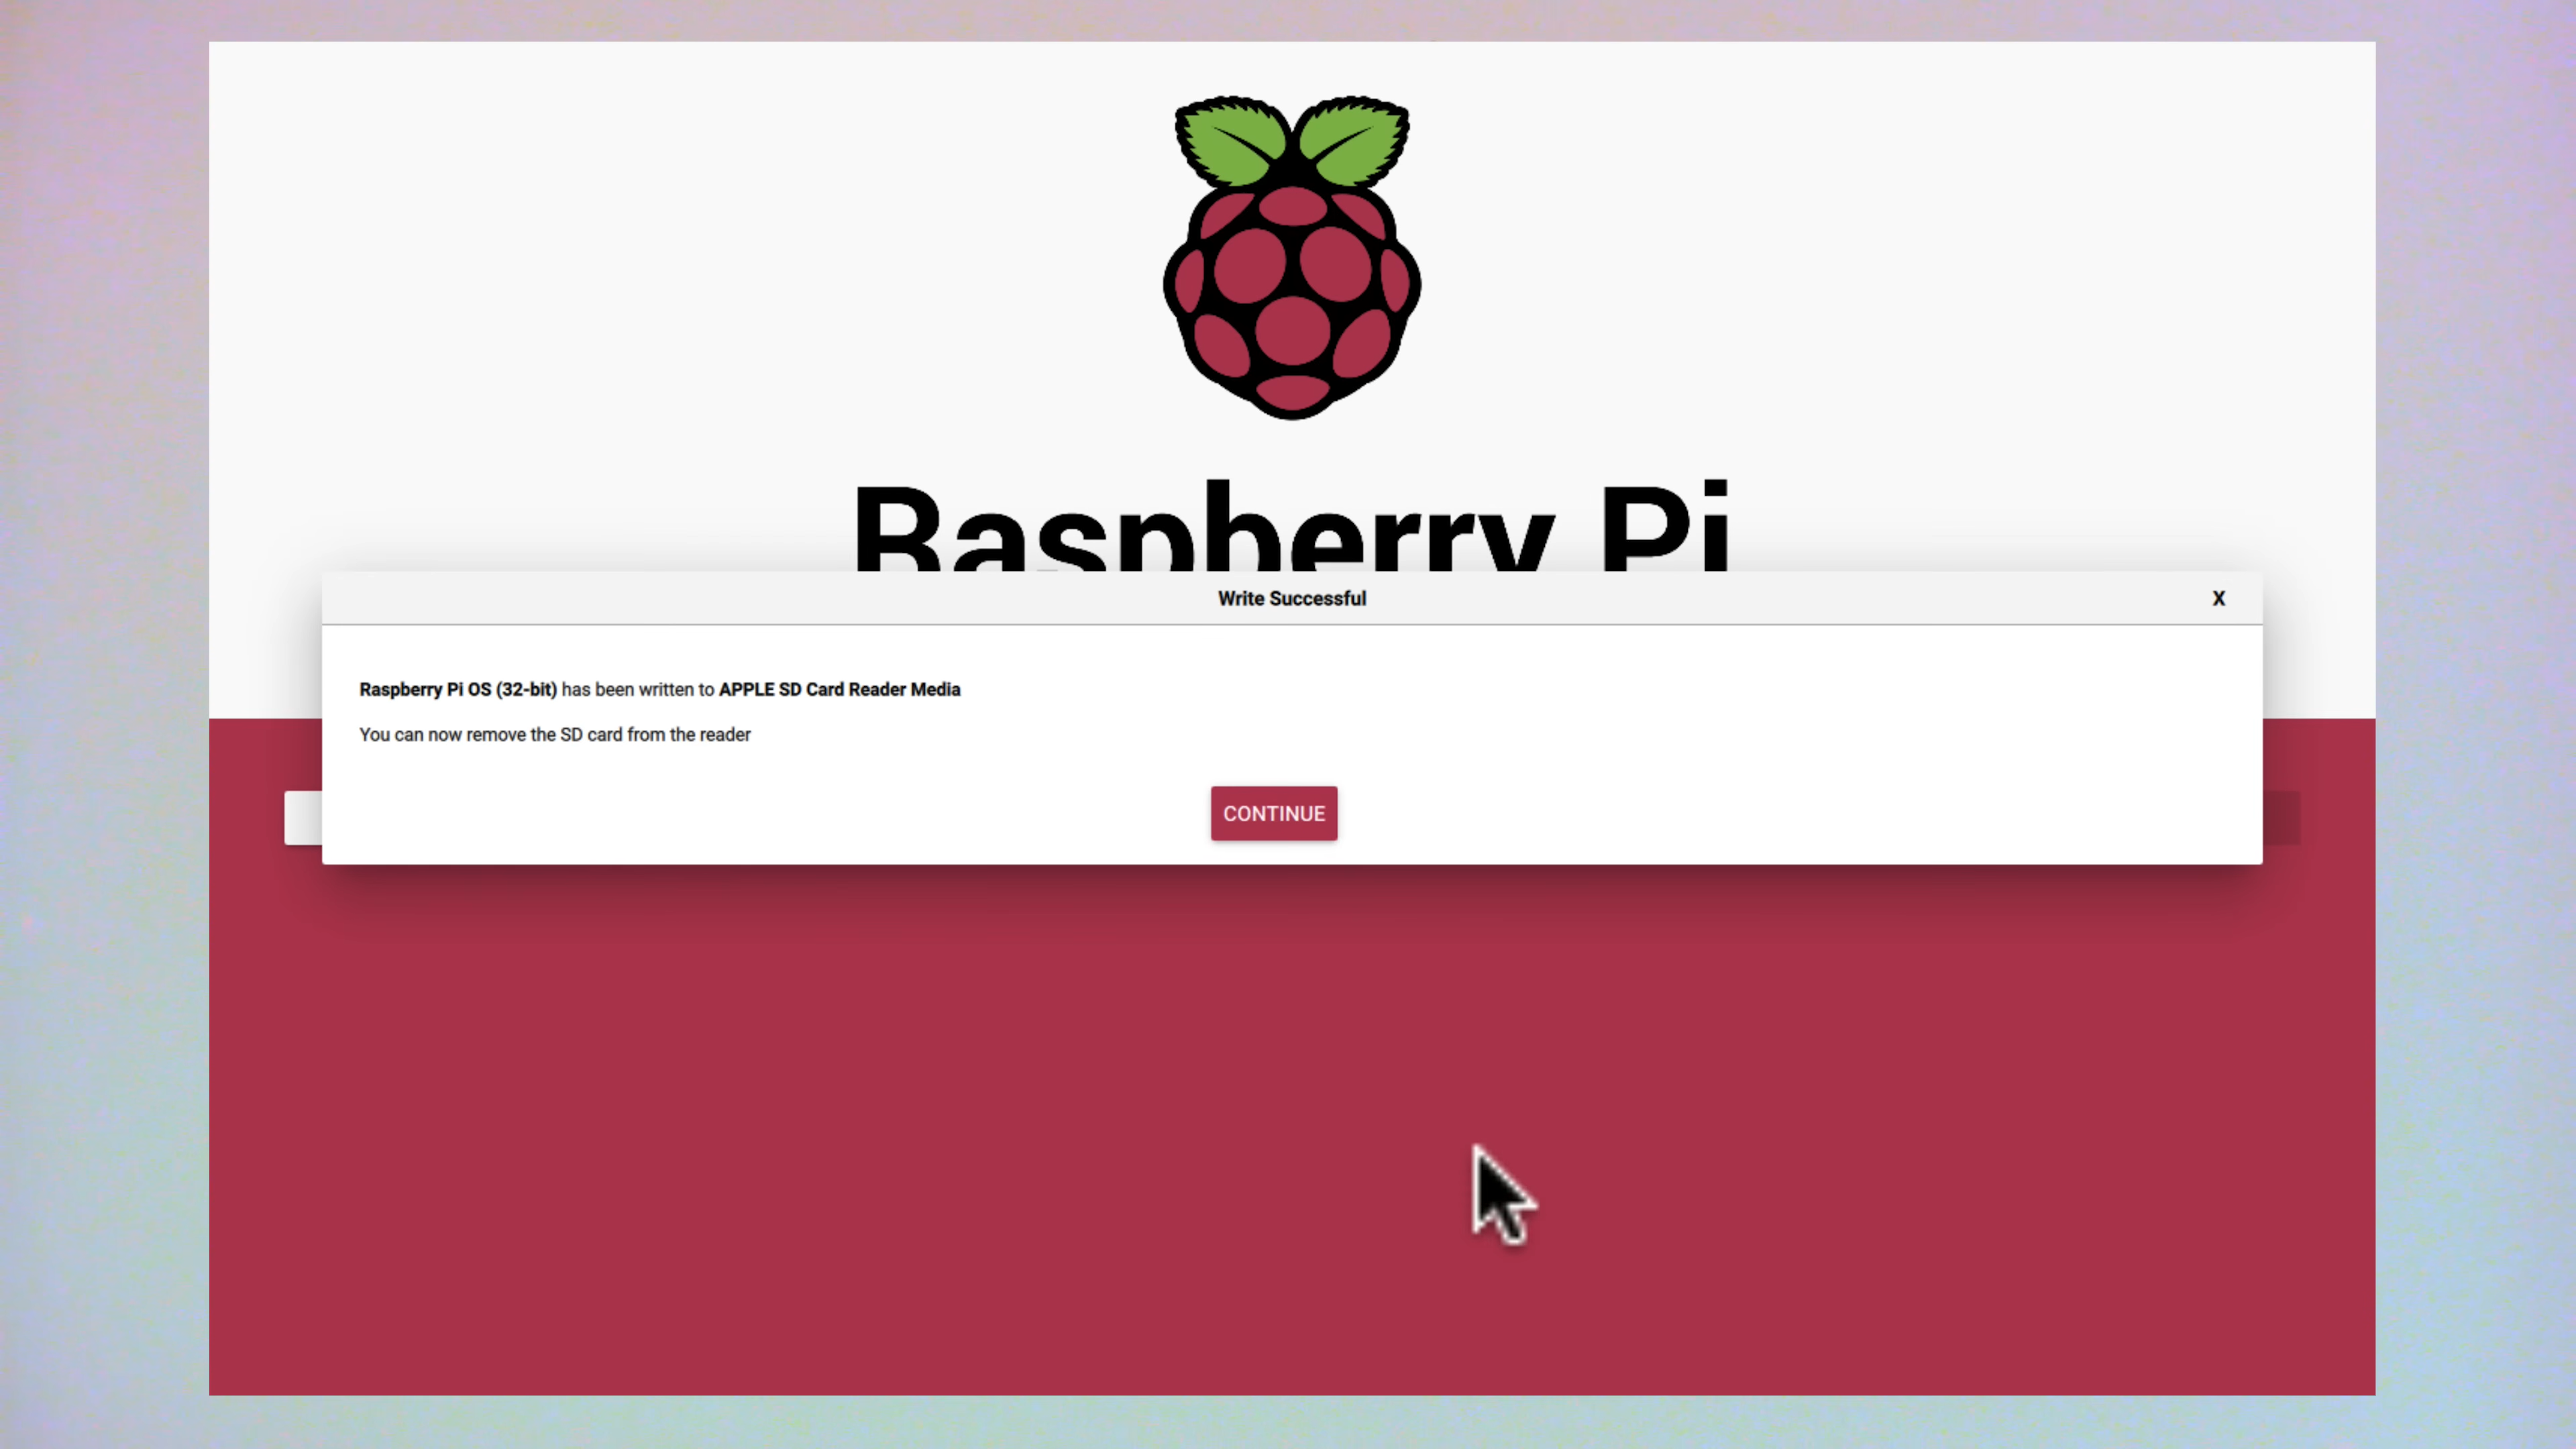 Raspberry Pi
Write Successful
X
Raspberry Pi OS (32-bit) has been written to APPLE SD Card Reader Media
You can now remove the SD card from the reader
CONTINUE